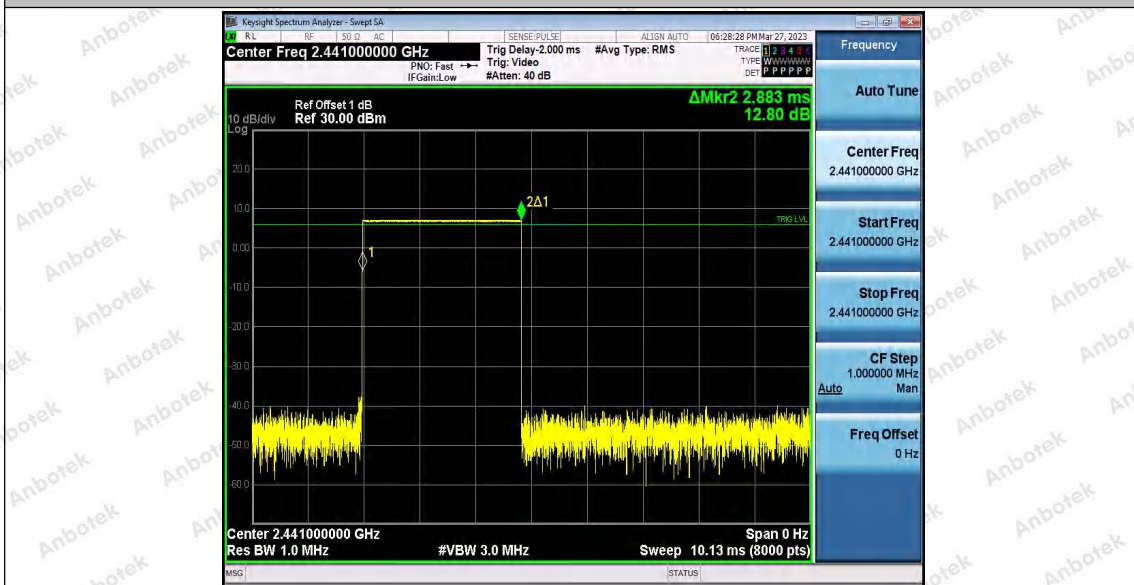 Keysight Spectrum Analyzer - Swept SA
RL RF 50 Ω AC SENSE:PULSE ALIGN AUTO 06:28:28 PM Mar 27, 2023
Center Freq 2.441000000 GHz
PNO: Fast
IFGain:Low
Trig Delay-2.000 ms
Trig: Video
#Atten: 40 dB
#Avg Type: RMS
TRACE 1 2 3 4 5 6
TYPE WWWWWW
DET P P P P P P
Frequency
Auto Tune
Center Freq
2.441000000 GHz
Start Freq
2.441000000 GHz
Stop Freq
2.441000000 GHz
CF Step
1.000000 MHz
Auto Man
Freq Offset
0 Hz
ΔMkr2 2.883 ms
12.80 dB
Ref Offset 1 dB
10 dB/div Ref 30.00 dBm
Log
20.0
10.0
0.00
-10.0
-20.0
-30.0
-40.0
-50.0
-60.0
2Δ1
TRIG LVL
1
Center 2.441000000 GHz Span 0 Hz
Res BW 1.0 MHz #VBW 3.0 MHz Sweep 10.13 ms (8000 pts)
MSG STATUS
Anbotek